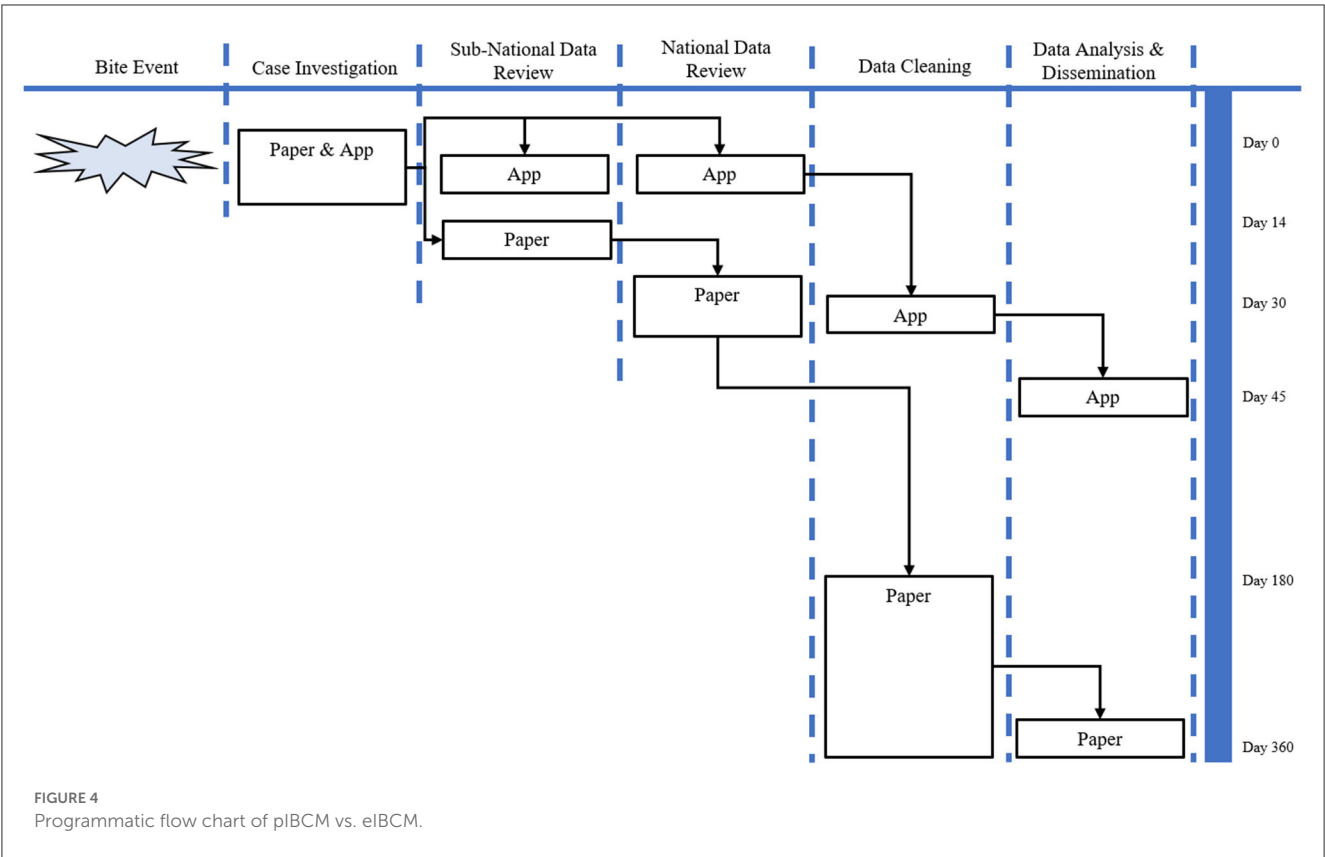 Bite Event
Case Investigation
Sub-National Data
Review
National Data
Review
Data Cleaning
Data Analysis &
Dissemination
Paper & App
App
App
Day 0
Paper
Day 14
Paper
App
Day 30
App
Day 45
Paper
Day 180
Paper
Day 360
FIGURE 4
Programmatic flow chart of pIBCM vs. eIBCM.